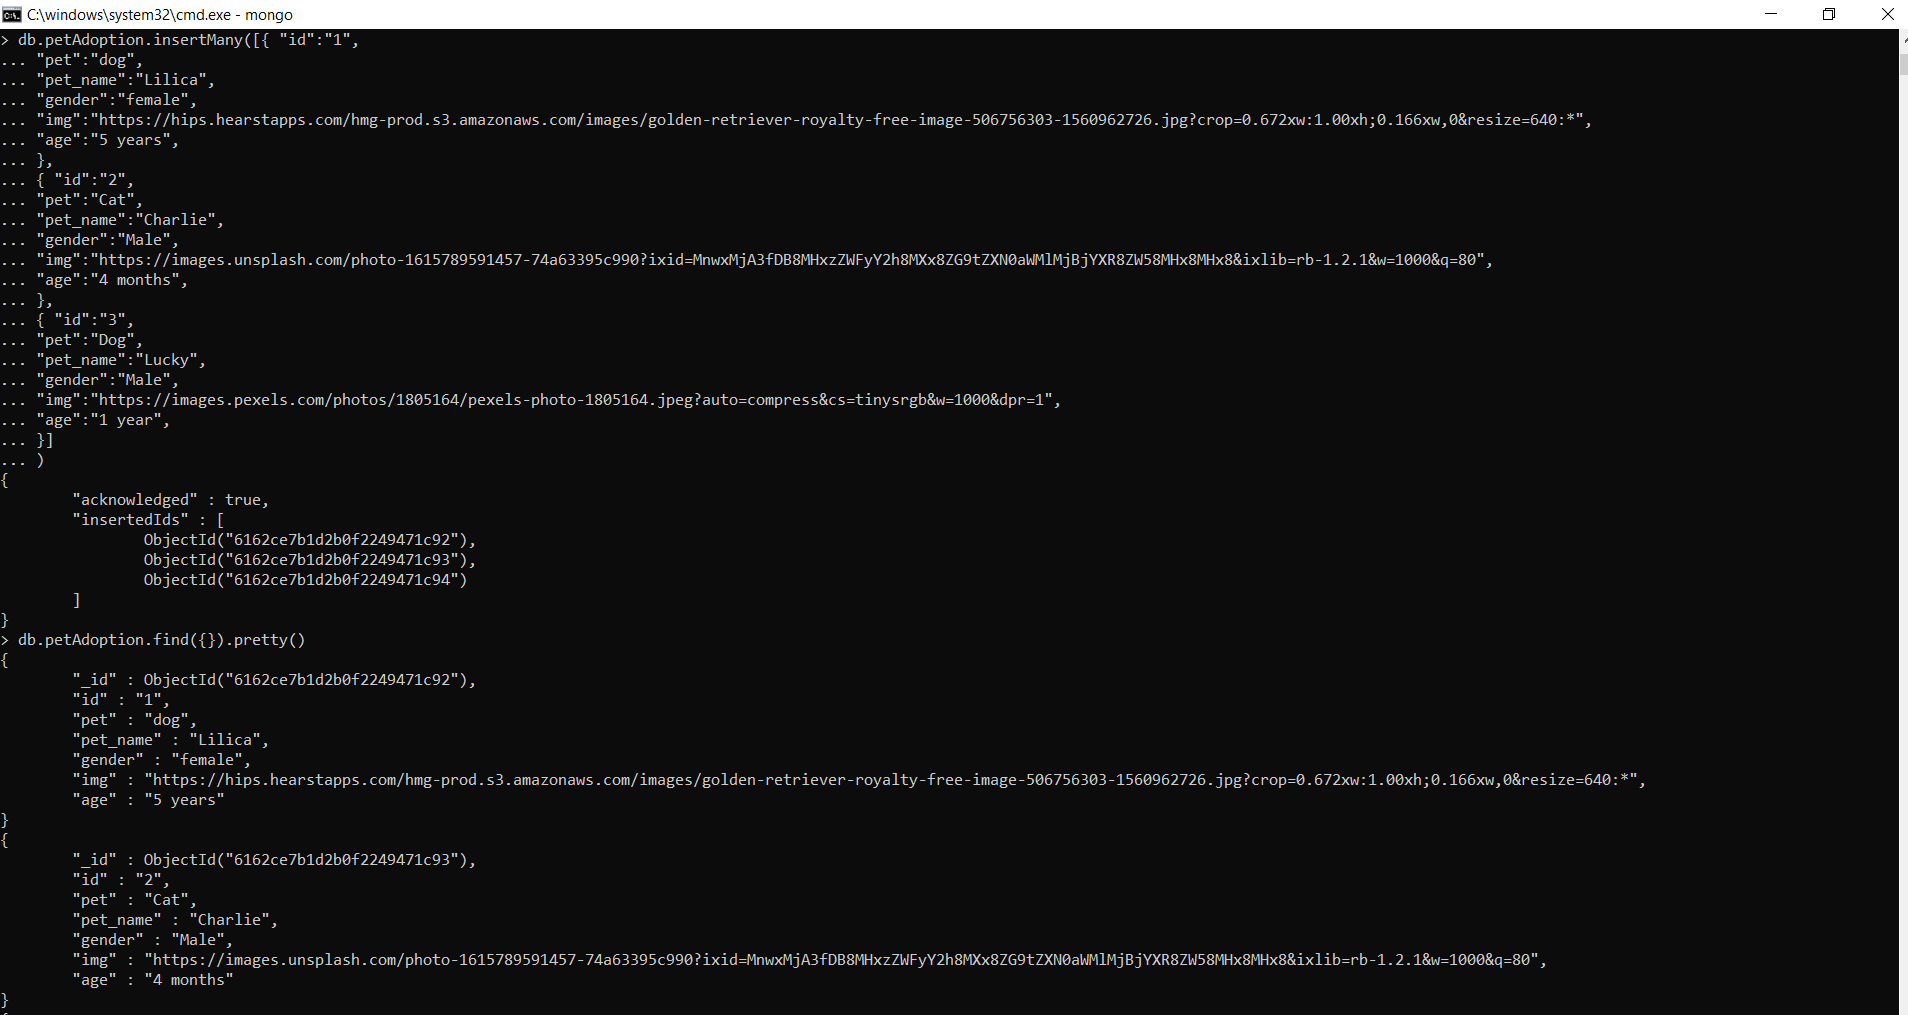 C:\windows\system32\cmd.exe - mongo
> db.petAdoption.insertMany([{ "id":"1",
... "pet":"dog",
... "pet_name":"Lilica",
... "gender":"female",
... "img":"https://hips.hearstapps.com/hmg-prod.s3.amazonaws.com/images/golden-retriever-royalty-free-image-506756303-1560962726.jpg?crop=0.672xw:1.00xh;0.166xw,0&resize=640:*",
... "age":"5 years",
... },
... { "id":"2",
... "pet":"Cat",
... "pet_name":"Charlie",
... "gender":"Male",
... "img":"https://images.unsplash.com/photo-1615789591457-74a63395c990?ixid=MnwxMjA3fDB8MHxzZWFyY2h8MXx8ZG9tZXN0aWMlMjBjYXR8ZW58MHx8MHx8&ixlib=rb-1.2.1&w=1000&q=80",
... "age":"4 months",
... },
... { "id":"3",
... "pet":"Dog",
... "pet_name":"Lucky",
... "gender":"Male",
... "img":"https://images.pexels.com/photos/1805164/pexels-photo-1805164.jpeg?auto=compress&cs=tinysrgb&w=1000&dpr=1",
... "age":"1 year",
... }]
... )
{
        "acknowledged" : true,
        "insertedIds" : [
                ObjectId("6162ce7b1d2b0f2249471c92"),
                ObjectId("6162ce7b1d2b0f2249471c93"),
                ObjectId("6162ce7b1d2b0f2249471c94")
        ]
}
> db.petAdoption.find({}).pretty()
{
        "_id" : ObjectId("6162ce7b1d2b0f2249471c92"),
        "id" : "1",
        "pet" : "dog",
        "pet_name" : "Lilica",
        "gender" : "female",
        "img" : "https://hips.hearstapps.com/hmg-prod.s3.amazonaws.com/images/golden-retriever-royalty-free-image-506756303-1560962726.jpg?crop=0.672xw:1.00xh;0.166xw,0&resize=640:*",
        "age" : "5 years"
}
{
        "_id" : ObjectId("6162ce7b1d2b0f2249471c93"),
        "id" : "2",
        "pet" : "Cat",
        "pet_name" : "Charlie",
        "gender" : "Male",
        "img" : "https://images.unsplash.com/photo-1615789591457-74a63395c990?ixid=MnwxMjA3fDB8MHxzZWFyY2h8MXx8ZG9tZXN0aWMlMjBjYXR8ZW58MHx8MHx8&ixlib=rb-1.2.1&w=1000&q=80",
        "age" : "4 months"
}